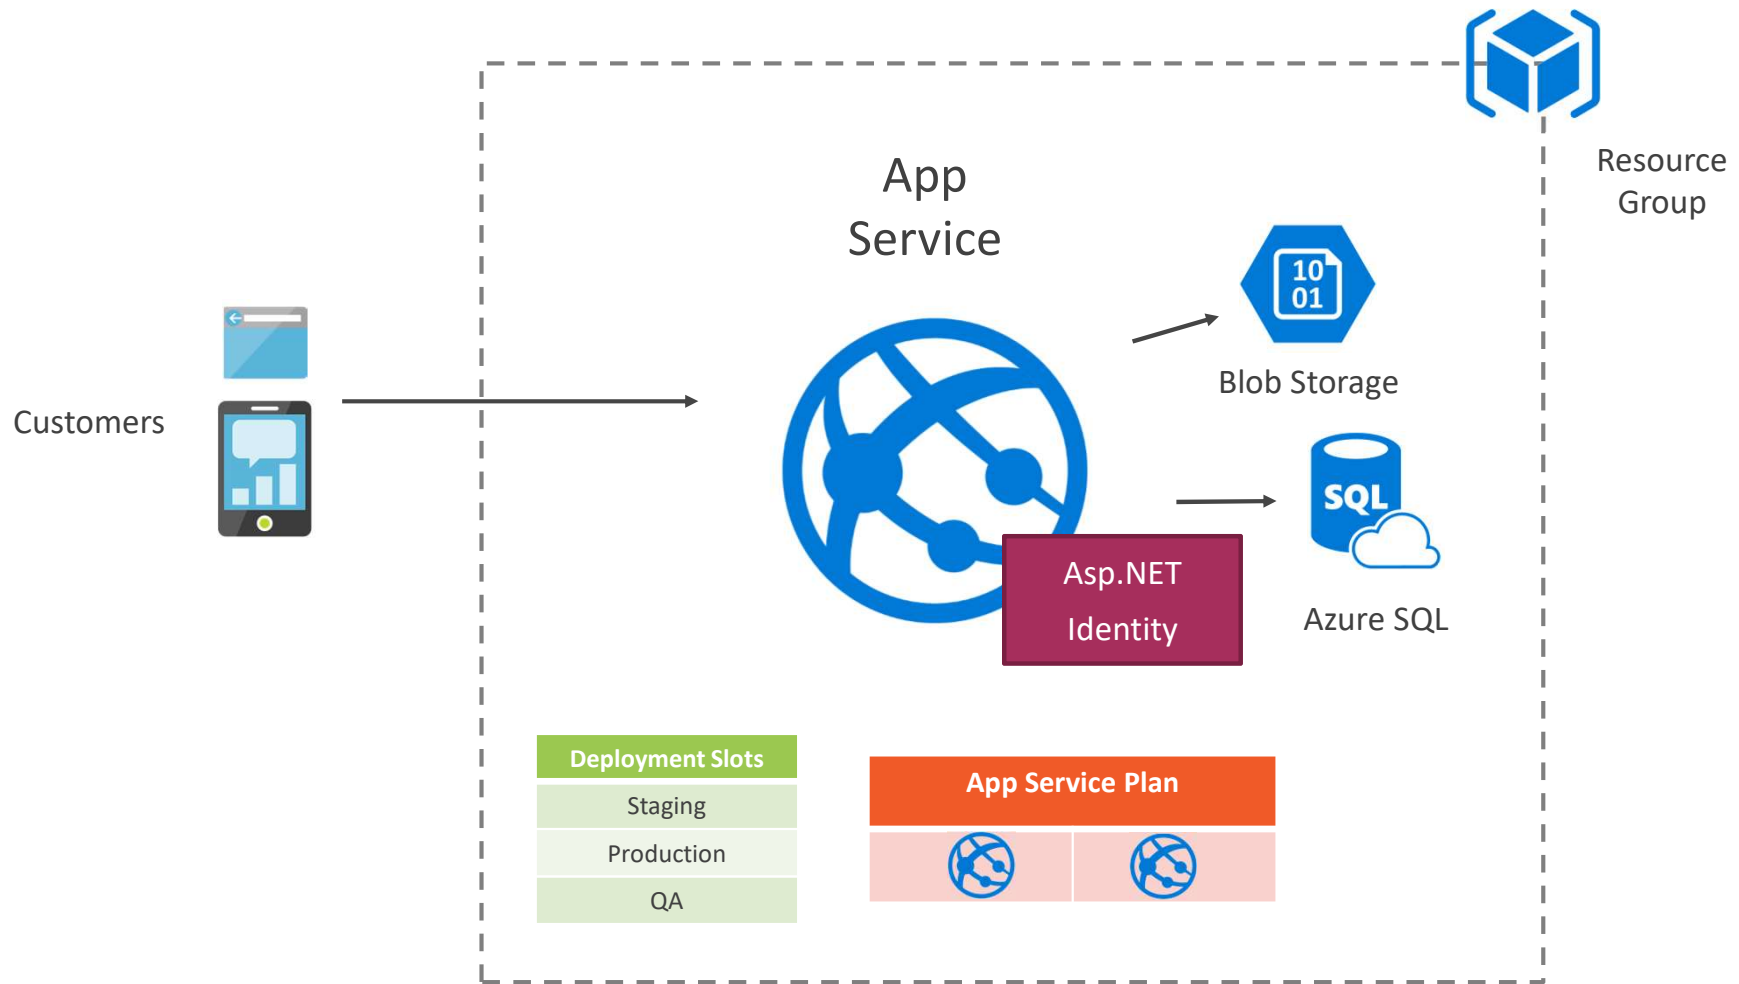 Resource
Group
App
Service
10
01
Blob Storage
Customers
SQL
Azure SQL
Asp.NET
Identity
Deployment Slots
Staging
Production
QA
App Service Plan